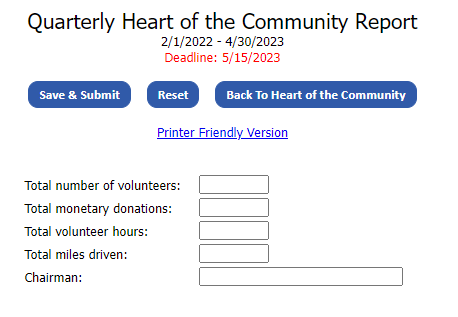 Quarterly Heart of the Community Report
2/1/2022 - 4/30/2023
Deadline: 5/15/2023
Save & Submit Reset Back To Heart of the Community
Printer Friendly Version
Total number of volunteers:
Total monetary donations:
Total volunteer hours:
Total miles driven:
Chairman: